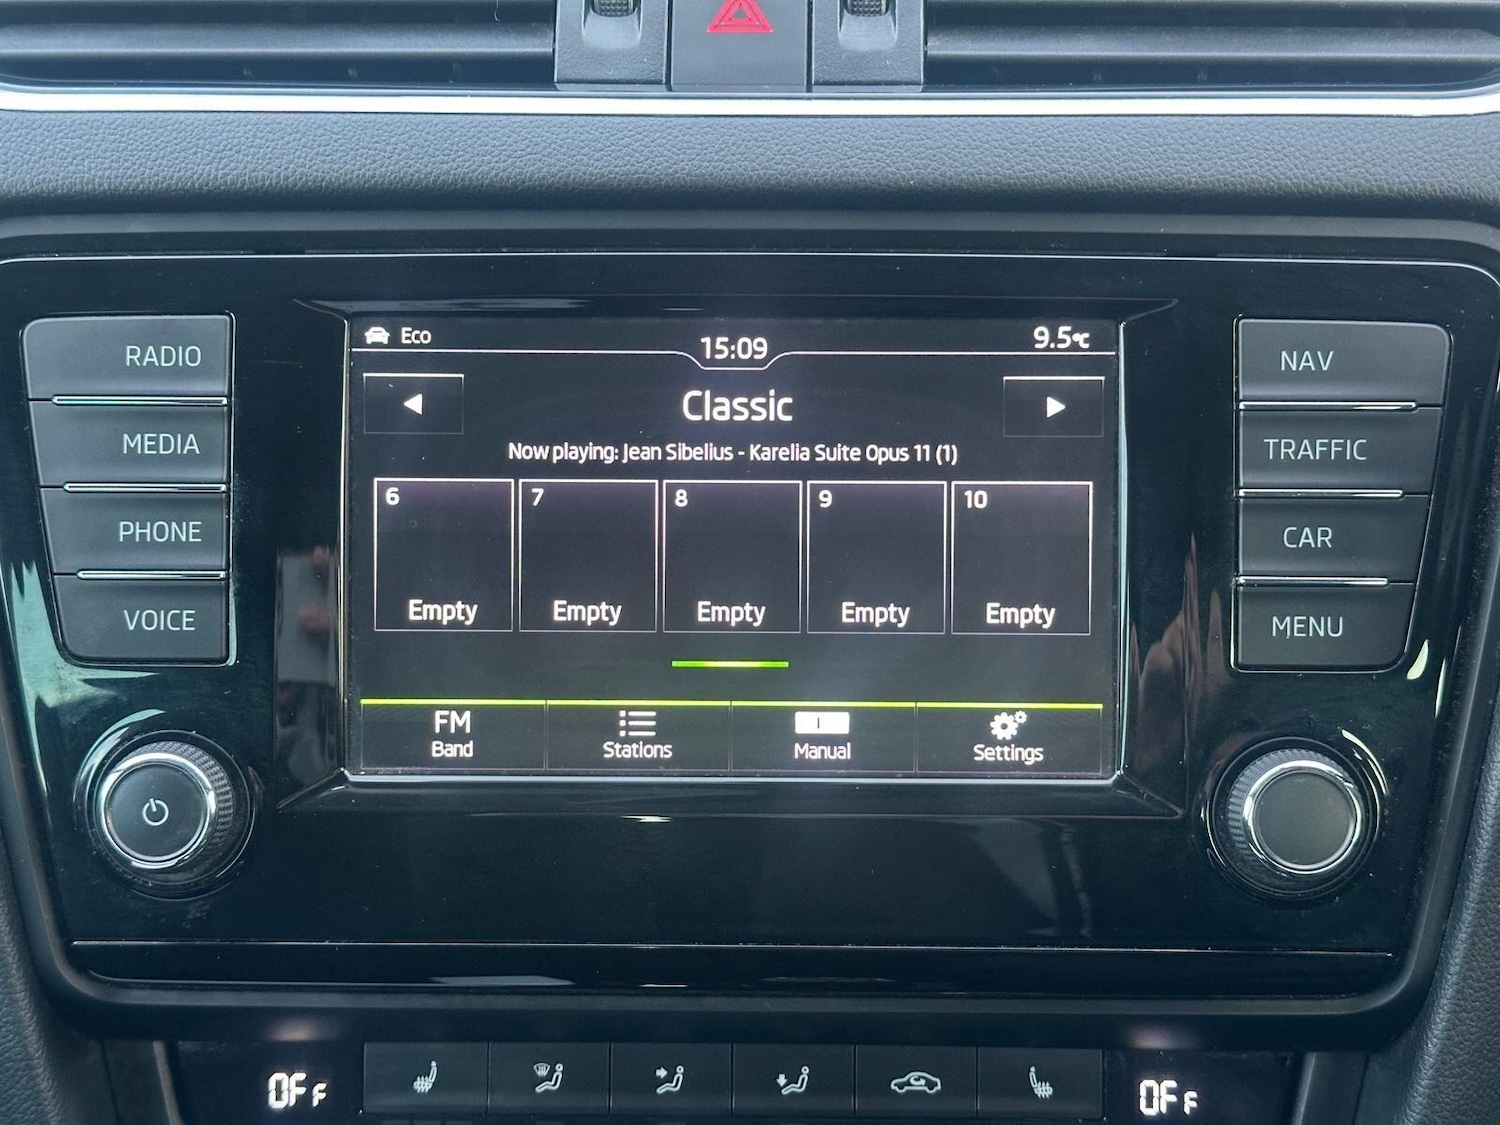 Eco
15:09
9.5°C
Classic
Now playing: Jean Sibelius - Karelia Suite Opus 11 (1)
6 7 8 9 10
Empty Empty Empty Empty Empty
FM
Band Stations Manual Settings
RADIO
MEDIA
PHONE
VOICE
NAV
TRAFFIC
CAR
MENU
OFF
OFF